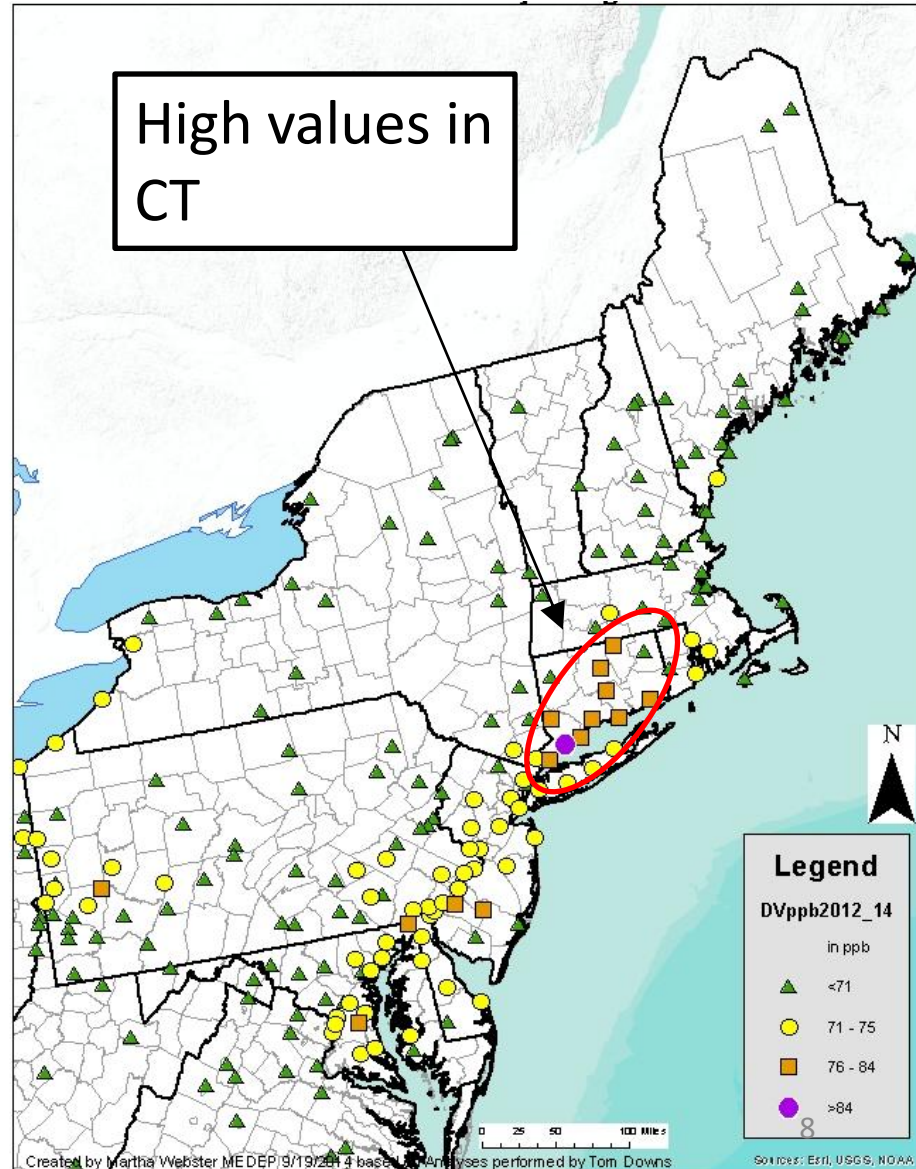 High values in
CT
N
Legend
DVppb2012_14
in ppb
<71
71 - 75
76 - 84
>84
8
0 25 50 100 Miles
Created by Martha Webster MEDEP 9/19/2014 based Analyses performed by Tom Downs
Sources: Esri, USGS, NOAA